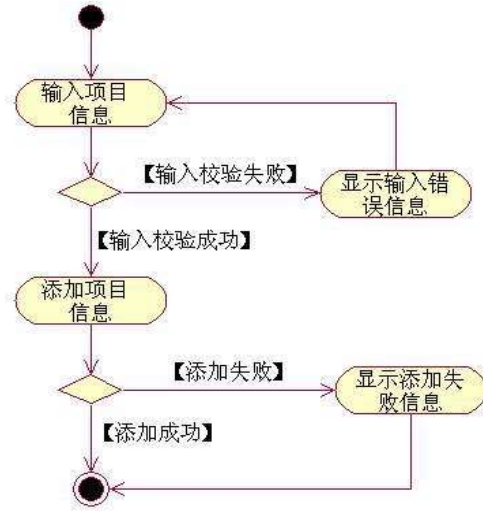 输入项目
信息
【输入校验失败】
显示输入错
误信息
【输入校验成功】
添加项目
信息
【添加失败】
显示添加失
败信息
【添加成功】